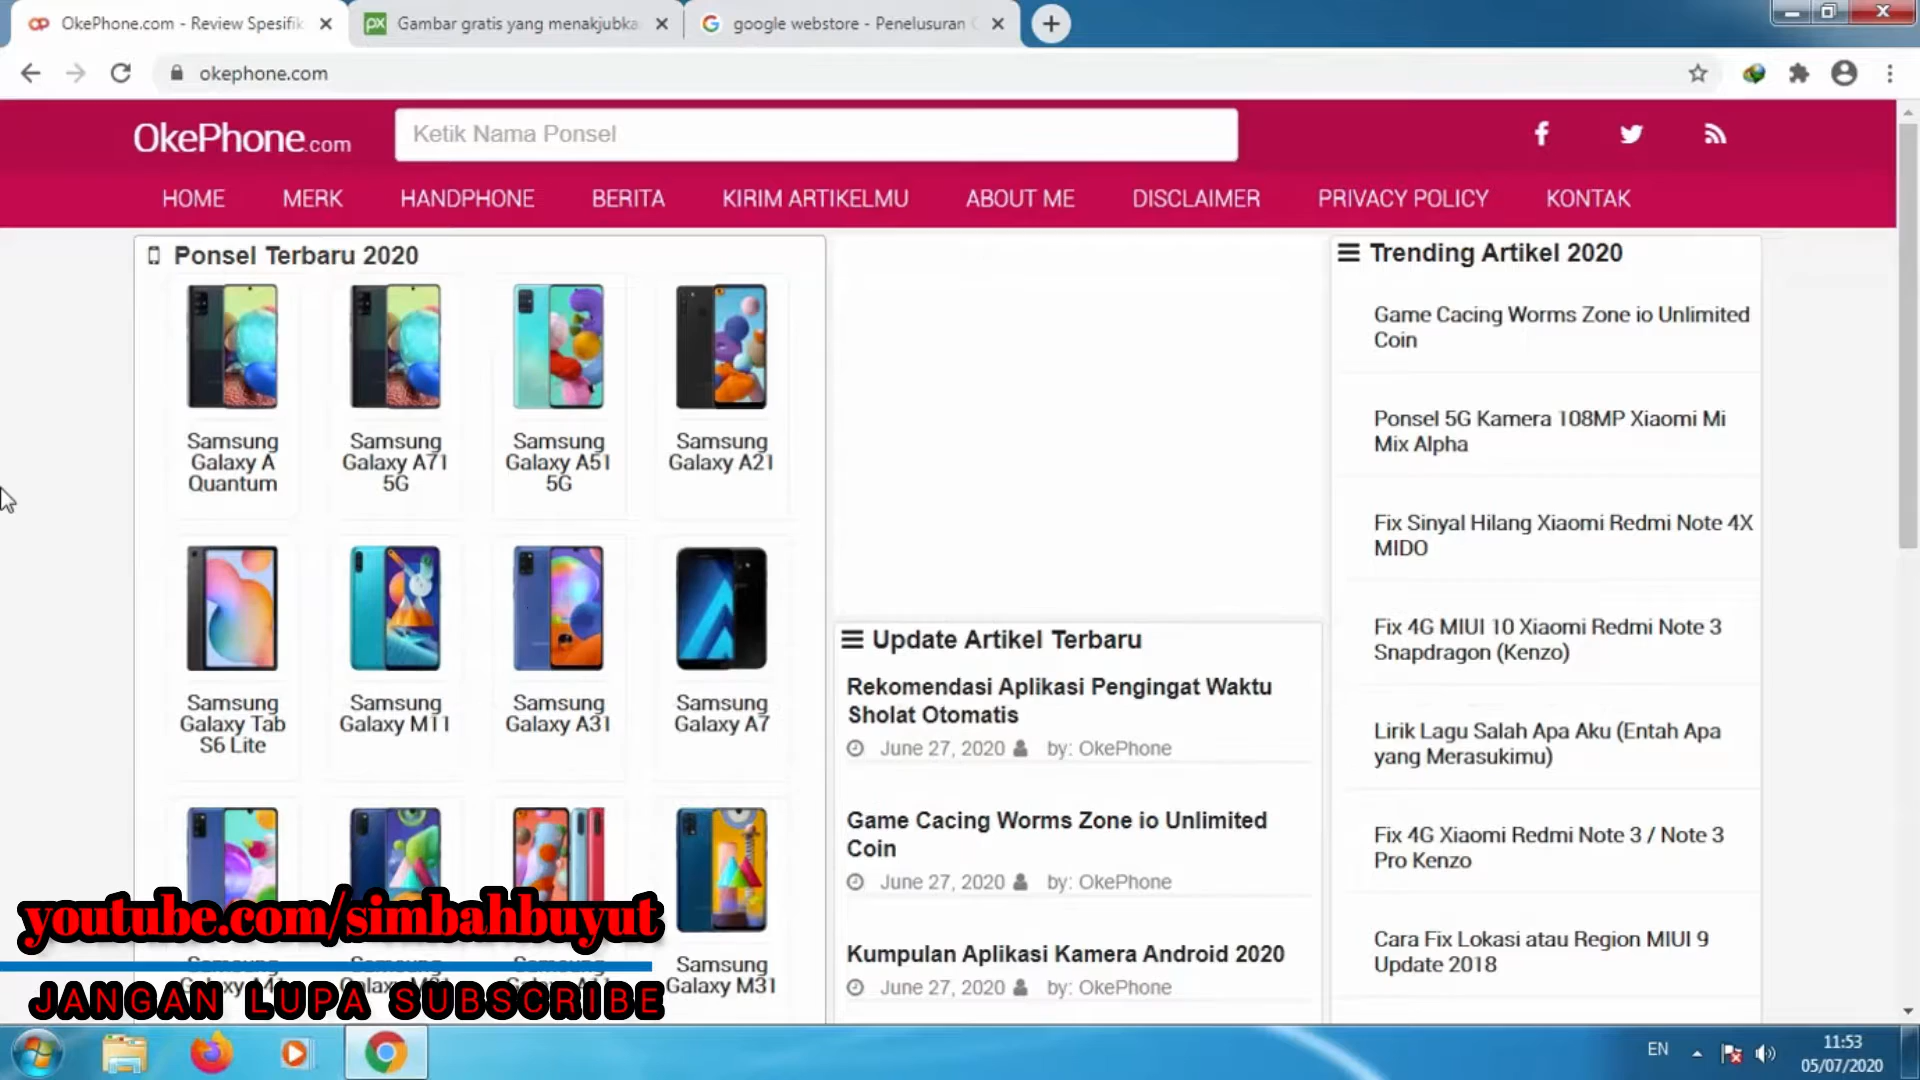 OkePhone.com - Review Spesifik
Gambar gratis yang menakjubka
google webstore - Penelusuran
okephone.com
OkePhone.com
Ketik Nama Ponsel
HOME
MERK
HANDPHONE
BERITA
KIRIM ARTIKELMU
ABOUT ME
DISCLAIMER
PRIVACY POLICY
KONTAK
Ponsel Terbaru 2020
Samsung
Galaxy A
Quantum
Samsung
Galaxy A71
5G
Samsung
Galaxy A51
5G
Samsung
Galaxy A21
Samsung
Galaxy Tab
S6 Lite
Samsung
Galaxy M11
Samsung
Galaxy A31
Samsung
Galaxy A7
Samsung
Galaxy
Samsung
Galaxy
Samsung
Galaxy
Samsung
Galaxy M31
Update Artikel Terbaru
Rekomendasi Aplikasi Pengingat Waktu
Sholat Otomatis
June 27, 2020 by: OkePhone
Game Cacing Worms Zone io Unlimited
Coin
June 27, 2020 by: OkePhone
Kumpulan Aplikasi Kamera Android 2020
June 27, 2020 by: OkePhone
Trending Artikel 2020
Game Cacing Worms Zone io Unlimited
Coin
Ponsel 5G Kamera 108MP Xiaomi Mi
Mix Alpha
Fix Sinyal Hilang Xiaomi Redmi Note 4X
MIDO
Fix 4G MIUI 10 Xiaomi Redmi Note 3
Snapdragon (Kenzo)
Lirik Lagu Salah Apa Aku (Entah Apa
yang Merasukimu)
Fix 4G Xiaomi Redmi Note 3 / Note 3
Pro Kenzo
Cara Fix Lokasi atau Region MIUI 9
Update 2018
youtube.com/simbahbuyut
JANGAN LUPA SUBSCRIBE
EN
11:53
05/07/2020